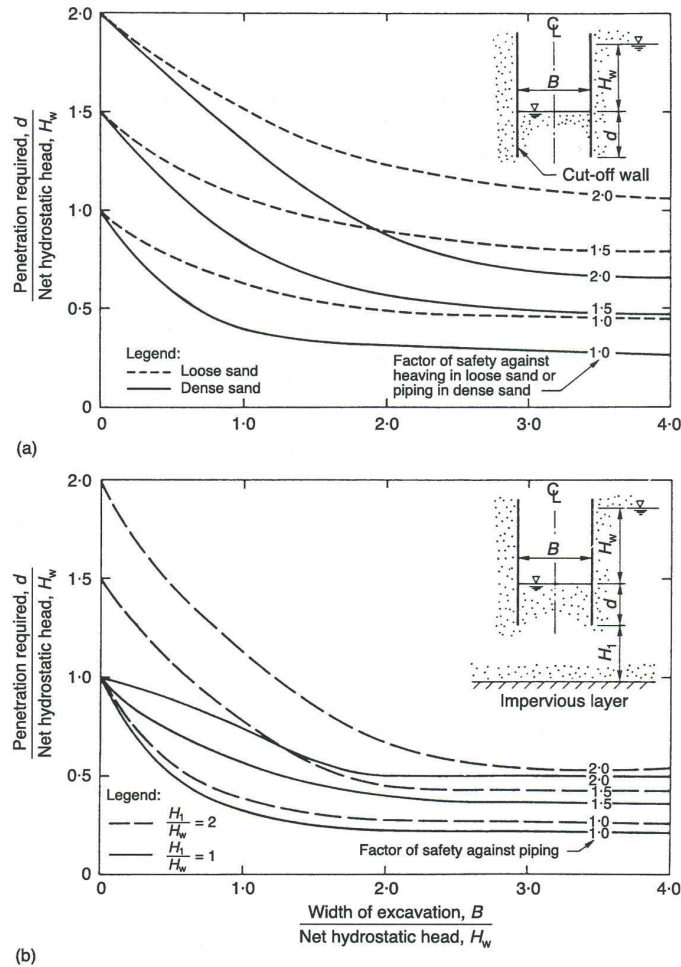 2·0
1·5
1·0
0·5
0
Penetration required, d
Net hydrostatic head, Hw
℄
B
Hw
d
Cut-off wall
2·0
1·5
2·0
1·5
1·0
1·0
Legend:
Loose sand
Dense sand
Factor of safety against
heaving in loose sand or
piping in dense sand
0
1·0
2·0
3·0
4·0
(a)
2·0
1·5
1·0
0·5
0
Penetration required, d
Net hydrostatic head, Hw
℄
B
Hw
d
H1
Impervious layer
2·0
2·0
1·5
1·5
1·0
1·0
Legend:
H1
Hw
= 2
H1
Hw
= 1
Factor of safety against piping
0
1·0
2·0
3·0
4·0
Width of excavation, B
Net hydrostatic head, Hw
(b)